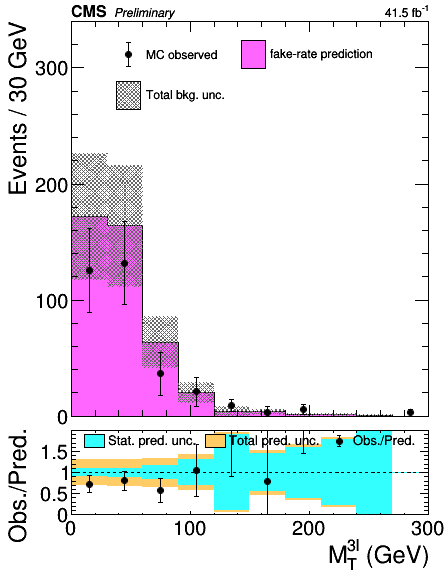 CMS Preliminary 41.5 fb-1
MC observed fake-rate prediction
Total bkg. unc.
Events / 30 GeV
300
200
100
0
Stat. pred. unc. Total pred. unc. Obs./Pred.
Obs./Pred.
1.5
1
0.5
0
0 100 200 300
M_T^3l (GeV)